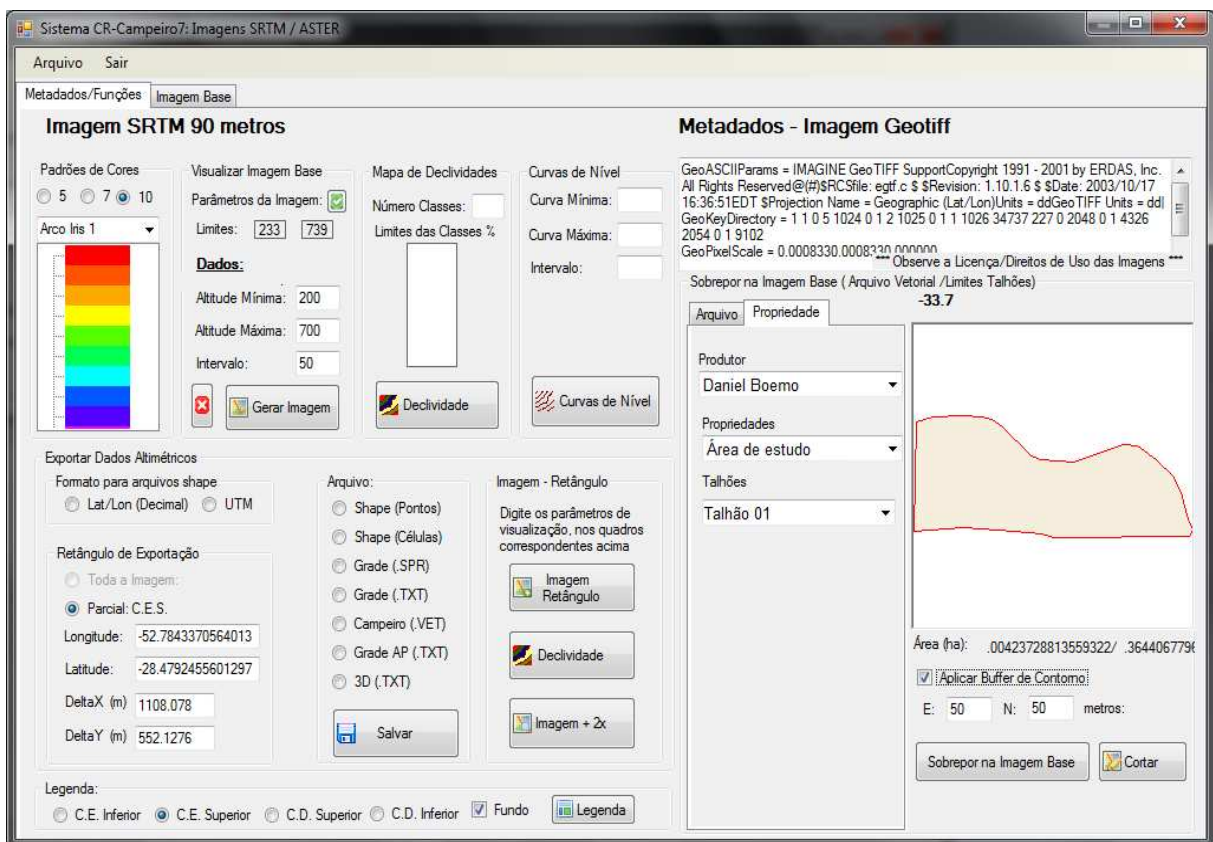 Sistema CR-Campeiro7: Imagens SRTM / ASTER
Arquivo Sair
Metadados/Funções Imagem Base
Imagem SRTM 90 metros
Padrões de Cores
5 7 10
Arco Iris 1
Visualizar Imagem Base
Parâmetros da Imagem:
Limites: 233 739
Dados:
Altitude Mínima: 200
Altitude Máxima: 700
Intervalo: 50
Gerar Imagem
Mapa de Declividades
Número Classes:
Limites das Classes %
Declividade
Curvas de Nível
Curva Mínima:
Curva Máxima:
Intervalo:
Curvas de Nível
Metadados - Imagem Geotiff
GeoASCIIParams = IMAGINE GeoTIFF SupportCopyright 1991 - 2001 by ERDAS, Inc.
All Rights Reserved@(#)$RCSfile: egtf.c $ $Revision: 1.10.1.6 $ $Date: 2003/10/17
16:36:51EDT $Projection Name = Geographic (Lat/Lon)Units = ddGeoTIFF Units = dd|
GeoKeyDirectory = 1 1 0 5 1024 0 1 2 1025 0 1 1 1026 34737 227 0 2048 0 1 4326
2054 0 1 9102
GeoPixelScale = 0.0008330.0008330.000000
*** Observe a Licença/Direitos de Uso das Imagens ***
Sobrepor na Imagem Base ( Arquivo Vetorial /Limites Talhões)
-33.7
Arquivo Propriedade
Produtor
Daniel Boemo
Propriedades
Área de estudo
Talhões
Talhão 01
Área (ha): .00423728813559322/ .3644067796
Aplicar Buffer de Contorno
E: 50 N: 50 metros:
Sobrepor na Imagem Base Cortar
Exportar Dados Altimétricos
Formato para arquivos shape
Lat/Lon (Decimal) UTM
Retângulo de Exportação
Toda a Imagem:
Parcial: C.E.S.
Longitude: -52.7843370564013
Latitude: -28.4792455601297
DeltaX (m) 1108.078
DeltaY (m) 552.1276
Arquivo:
Shape (Pontos)
Shape (Células)
Grade (.SPR)
Grade (.TXT)
Campeiro (.VET)
Grade AP (.TXT)
3D (.TXT)
Salvar
Imagem - Retângulo
Digite os parâmetros de
visualização, nos quadros
correspondentes acima
Imagem
Retângulo
Declividade
Imagem + 2x
Legenda:
C.E. Inferior C.E. Superior C.D. Superior C.D. Inferior Fundo Legenda